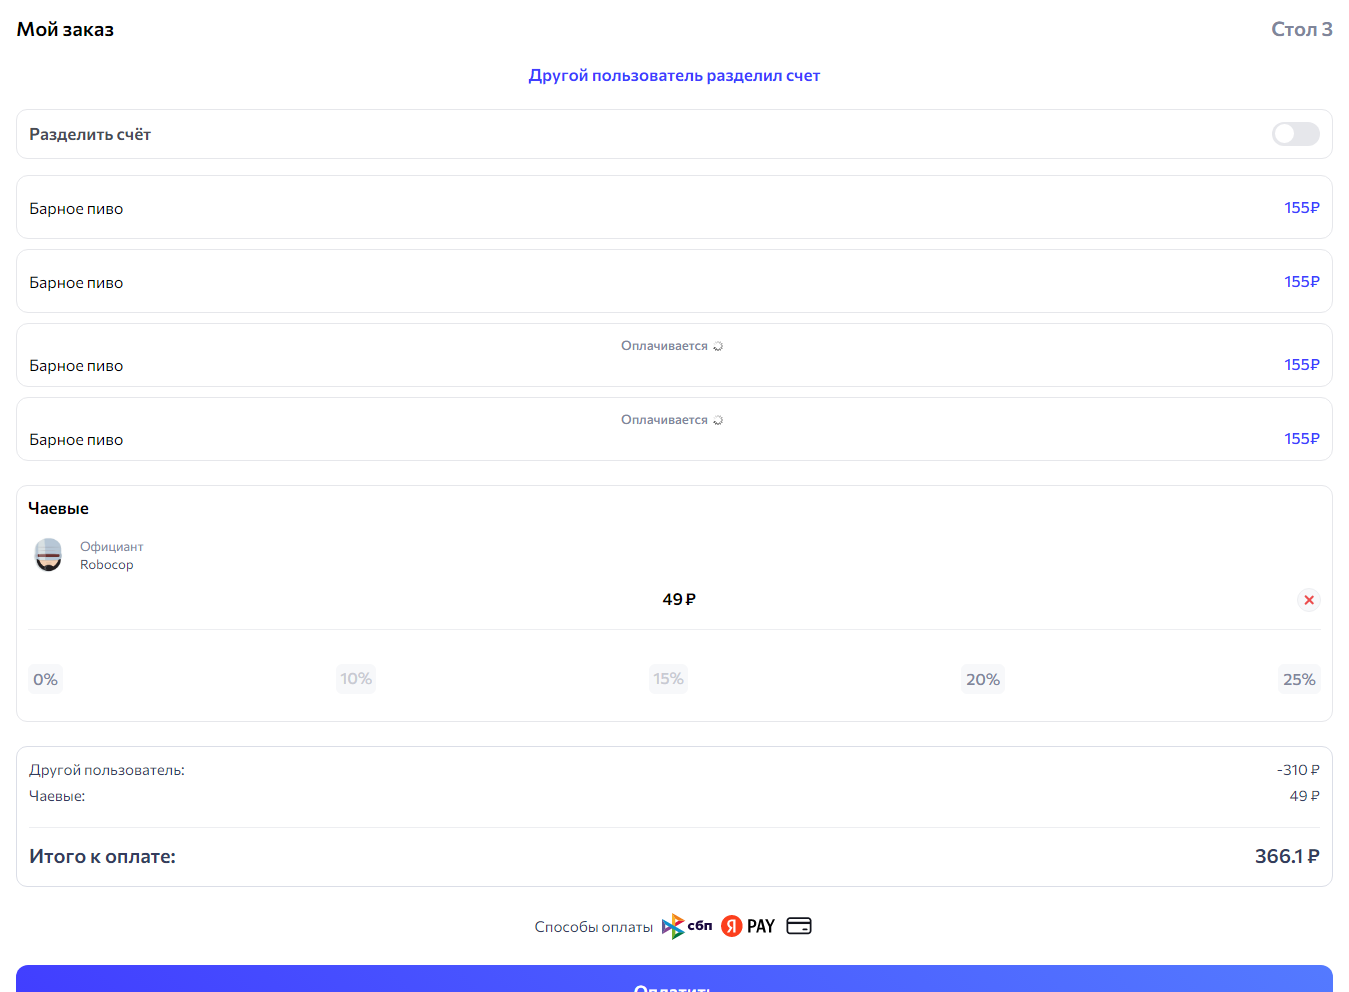 Мой заказ
Стол 3
Другой пользователь разделил счет
Разделить счёт
Барное пиво
155₽
Барное пиво
155₽
Оплачивается
Барное пиво
155₽
Оплачивается
Барное пиво
155₽
Чаевые
Официант
Robocop
49 ₽
0%
10%
15%
20%
25%
Другой пользователь:
-310 ₽
Чаевые:
49 ₽
Итого к оплате:
366.1 ₽
Способы оплаты сбп Я PAY
Оплатить